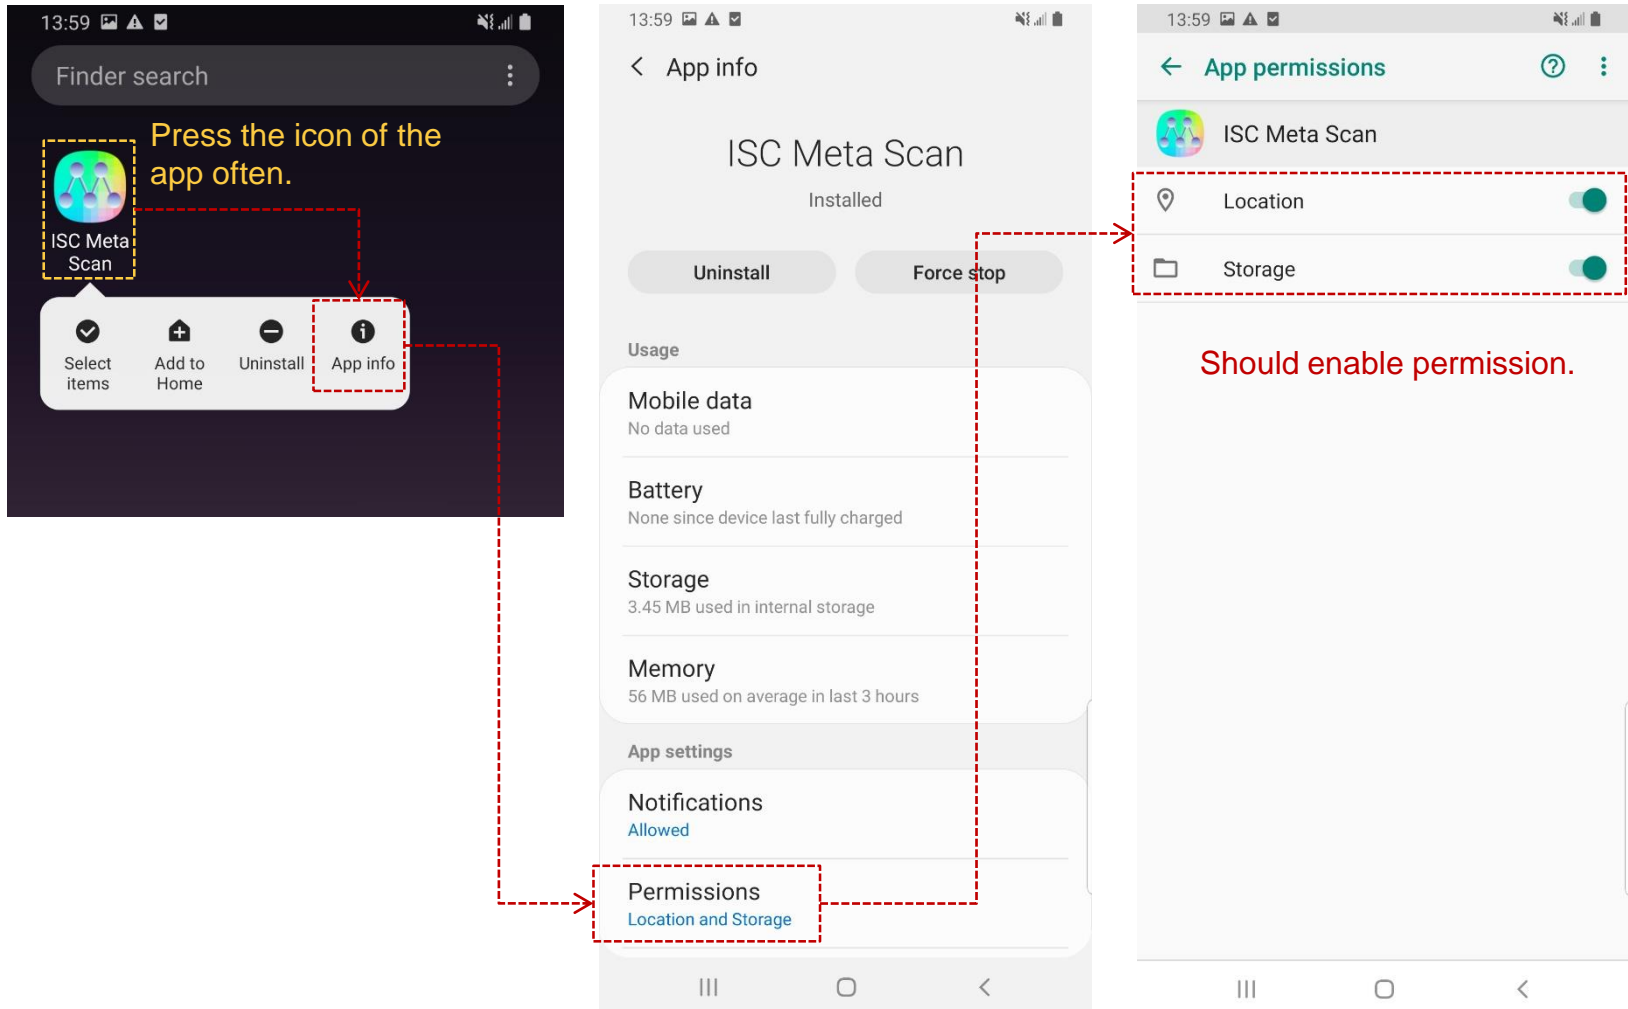 13:59
Finder search
Press the icon of the
app often.
ISC Meta
Scan
Select
items
Add to
Home
Uninstall
App info
13:59
App info
ISC Meta Scan
Installed
Uninstall
Force stop
Usage
Mobile data
No data used
Battery
None since device last fully charged
Storage
3.45 MB used in internal storage
Memory
56 MB used on average in last 3 hours
App settings
Notifications
Allowed
Permissions
Location and Storage
13:59
App permissions
ISC Meta Scan
Location
Storage
Should enable permission.